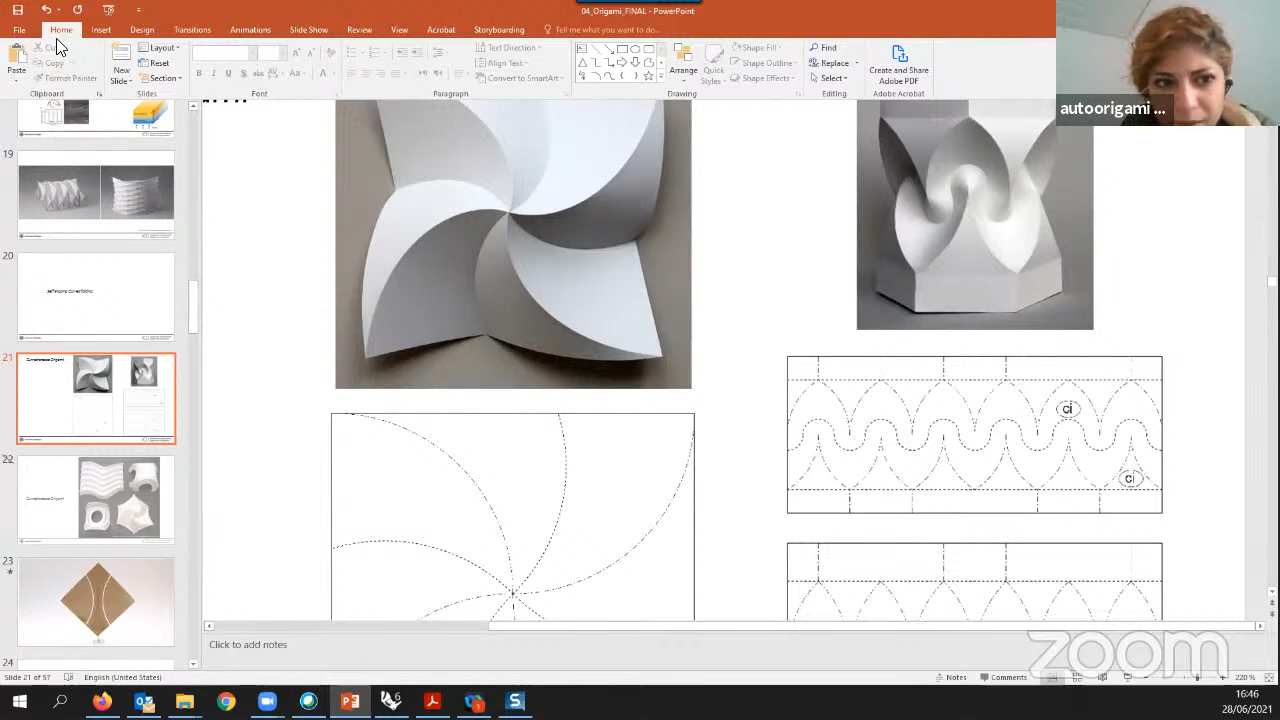 04_Origami_FINAL - PowerPoint
File Home Insert Design Transitions Animations Slide Show Review View Acrobat Storyboarding Tell me what you want to do...
Cut
Copy
Format Painter
Paste
Clipboard
New
Slide
Layout
Reset
Section
Slides
Font
Text Direction
Align Text
Convert to SmartArt
Paragraph
Arrange
Quick
Styles
Shape Fill
Shape Outline
Shape Effects
Drawing
Find
Replace
Select
Editing
Create and Share
Adobe PDF
Adobe Acrobat
autoorigami ...
19
20
21
22
23
24
ci
ci
Click to add notes
Slide 21 of 57
English (United States)
Notes
Comments
220 %
zoom
6
16:46
28/06/2021